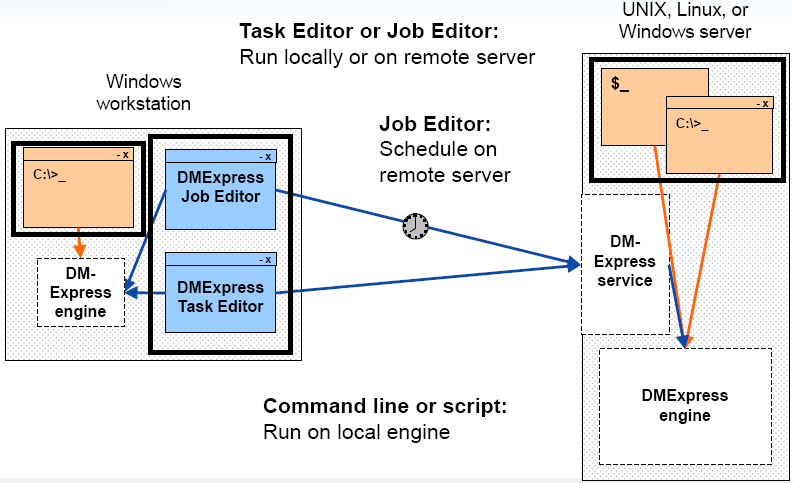 Task Editor or Job Editor:
Run locally or on remote server
UNIX, Linux, or
Windows server
Windows
workstation
Job Editor:
Schedule on
remote server
- x
C:\>_
- x
DMExpress
Job Editor
- x
DMExpress
Task Editor
DM-
Express
engine
$_
- x
C:\>_
DM-
Express
service
DMExpress
engine
Command line or script:
Run on local engine